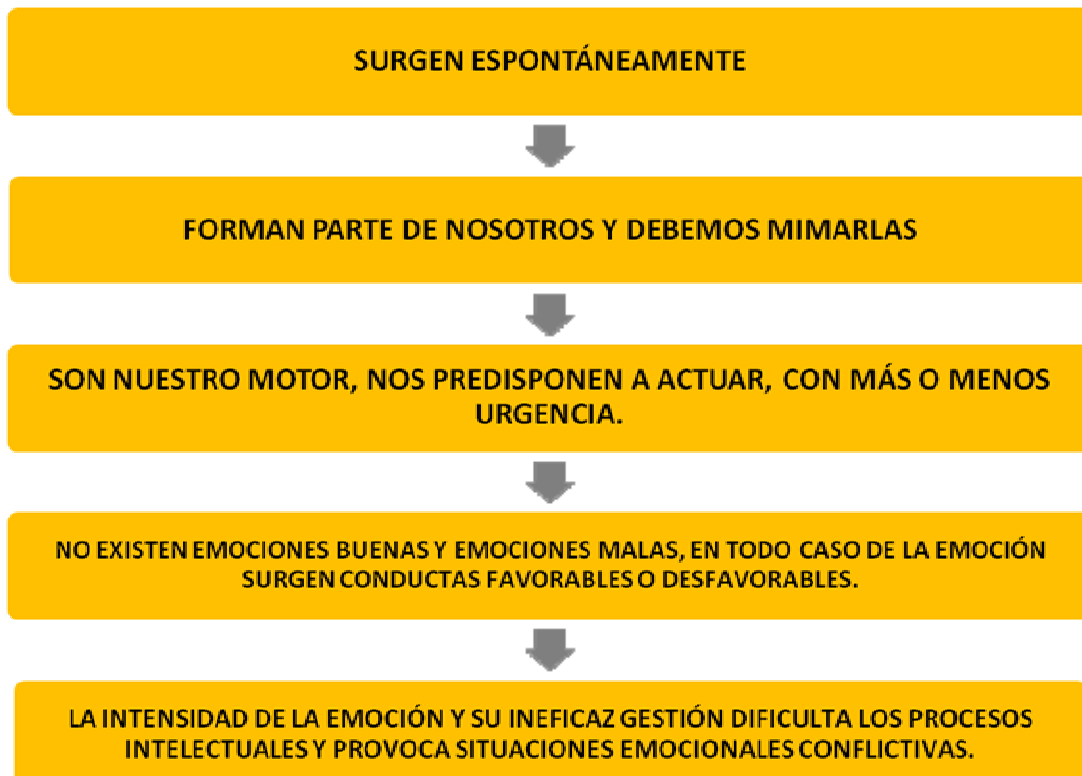 SURGEN ESPONTÁNEAMENTE
FORMAN PARTE DE NOSOTROS Y DEBEMOS MIMARLAS
SON NUESTRO MOTOR, NOS PREDISPONEN A ACTUAR, CON MÁS O MENOS
URGENCIA.
NO EXISTEN EMOCIONES BUENAS Y EMOCIONES MALAS, EN TODO CASO DE LA EMOCIÓN
SURGEN CONDUCTAS FAVORABLES O DESFAVORABLES.
LA INTENSIDAD DE LA EMOCIÓN Y SU INEFICAZ GESTIÓN DIFICULTA LOS PROCESOS
INTELECTUALES Y PROVOCA SITUACIONES EMOCIONALES CONFLICTIVAS.